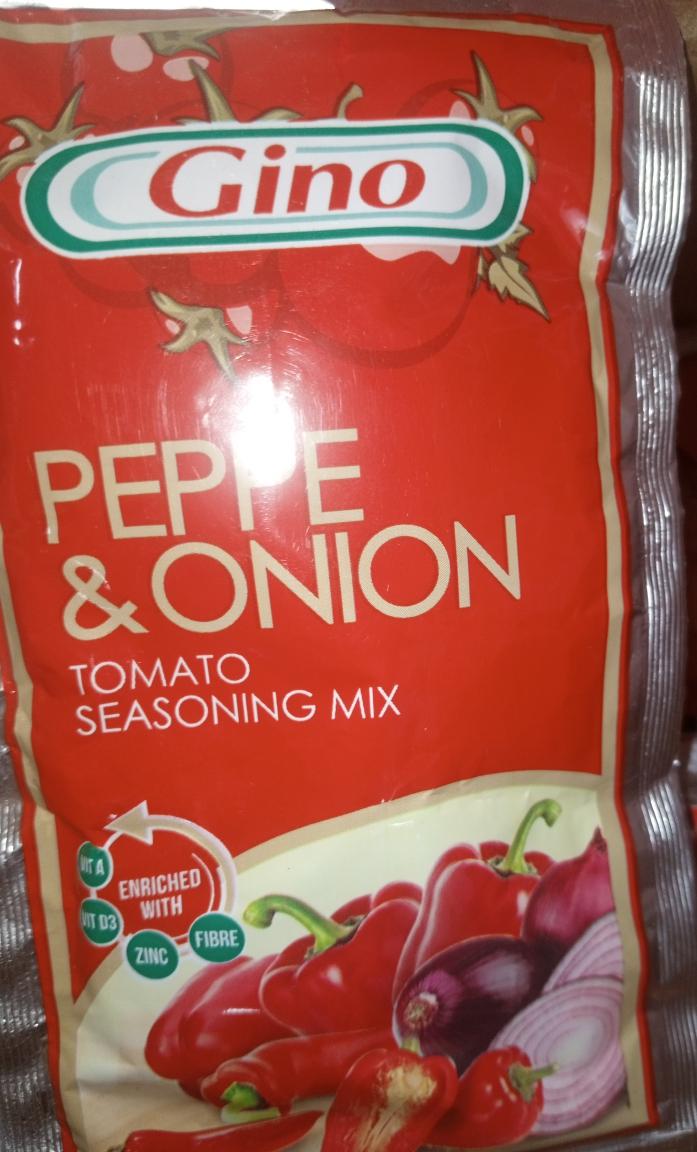 Gino
PEPPE
& ONION
TOMATO
SEASONING MIX
ENRICHED
WITH
VIT A
VIT D3
ZINC
FIBRE